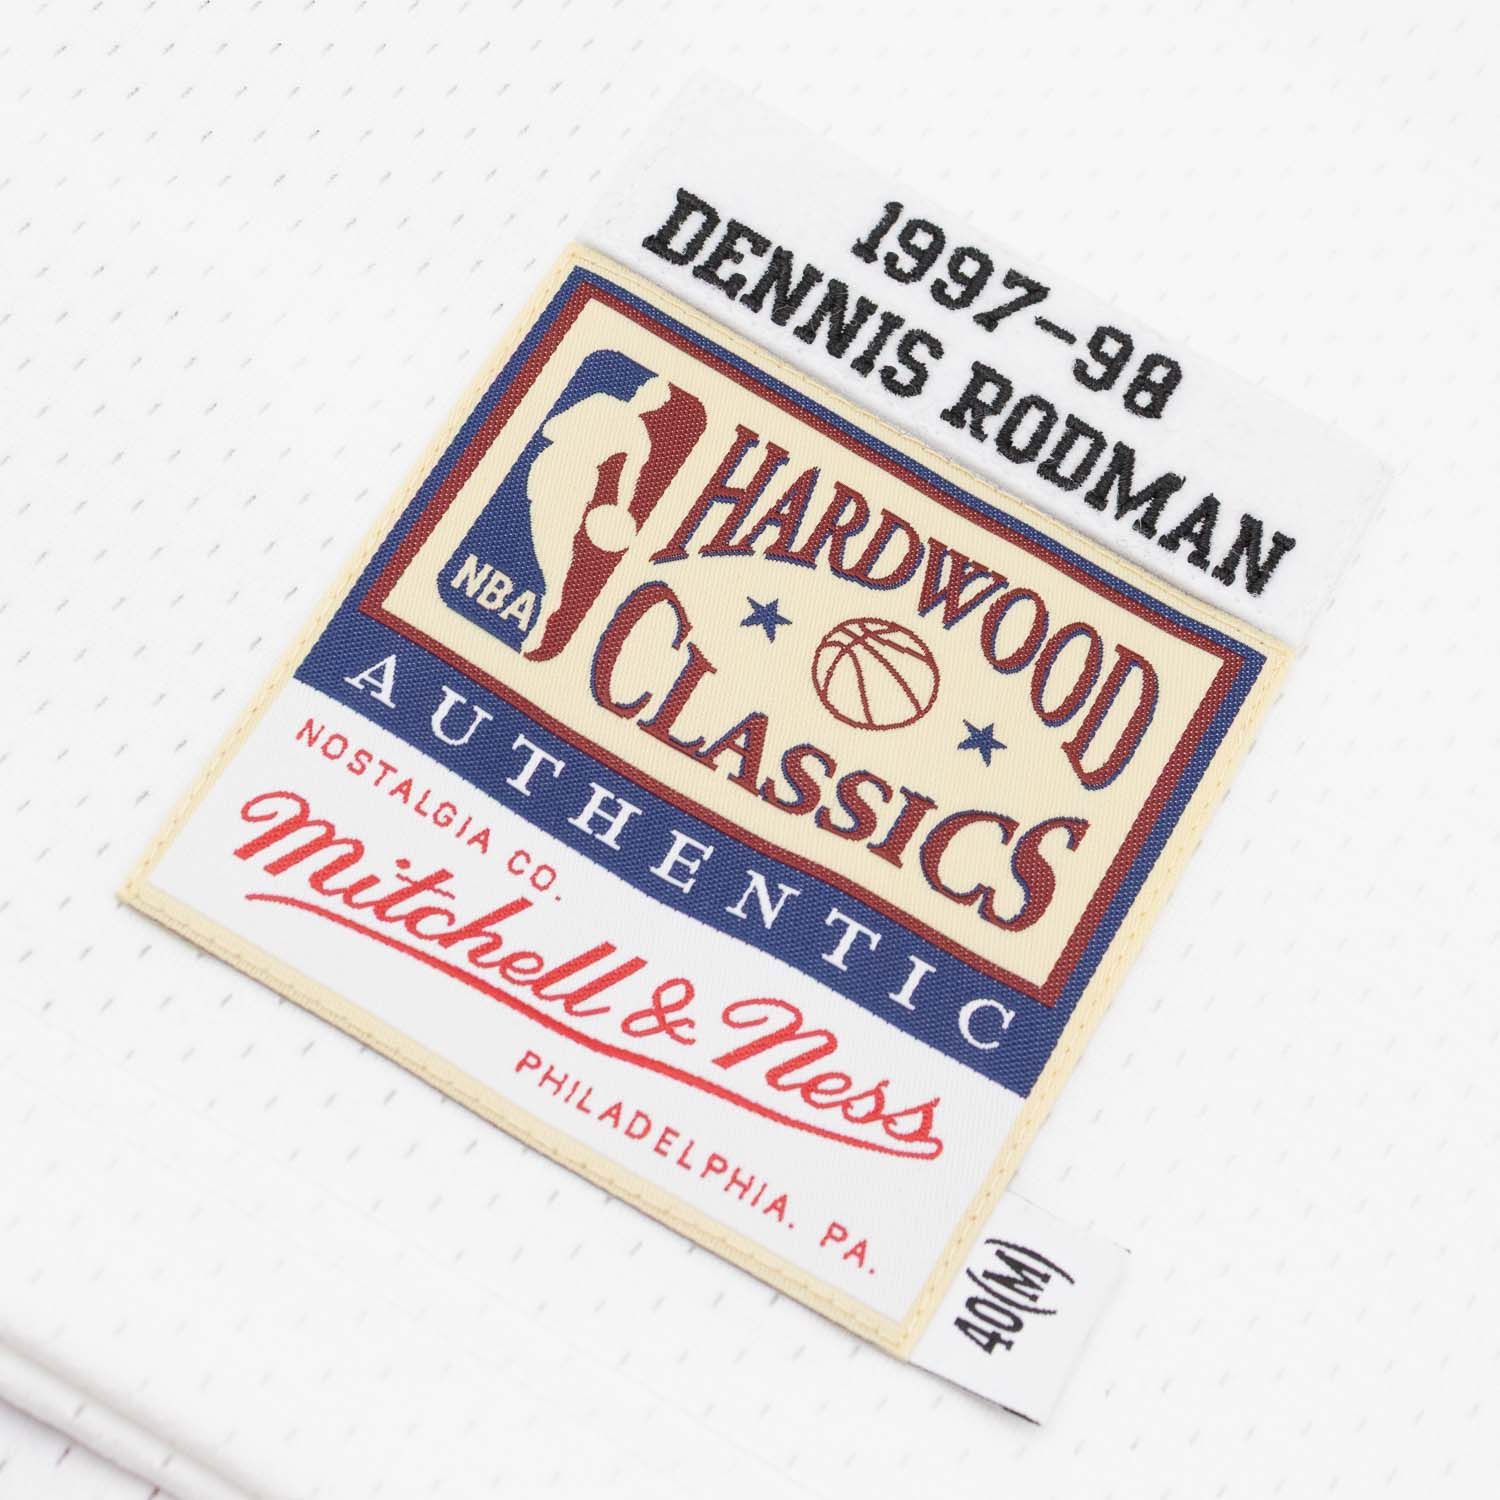 1997-98
DENNIS RODMAN
NBA
HARDWOOD
CLASSICS
AUTHENTIC
NOSTALGIA CO.
Mitchell & Ness
PHILADELPHIA. PA.
40(M)